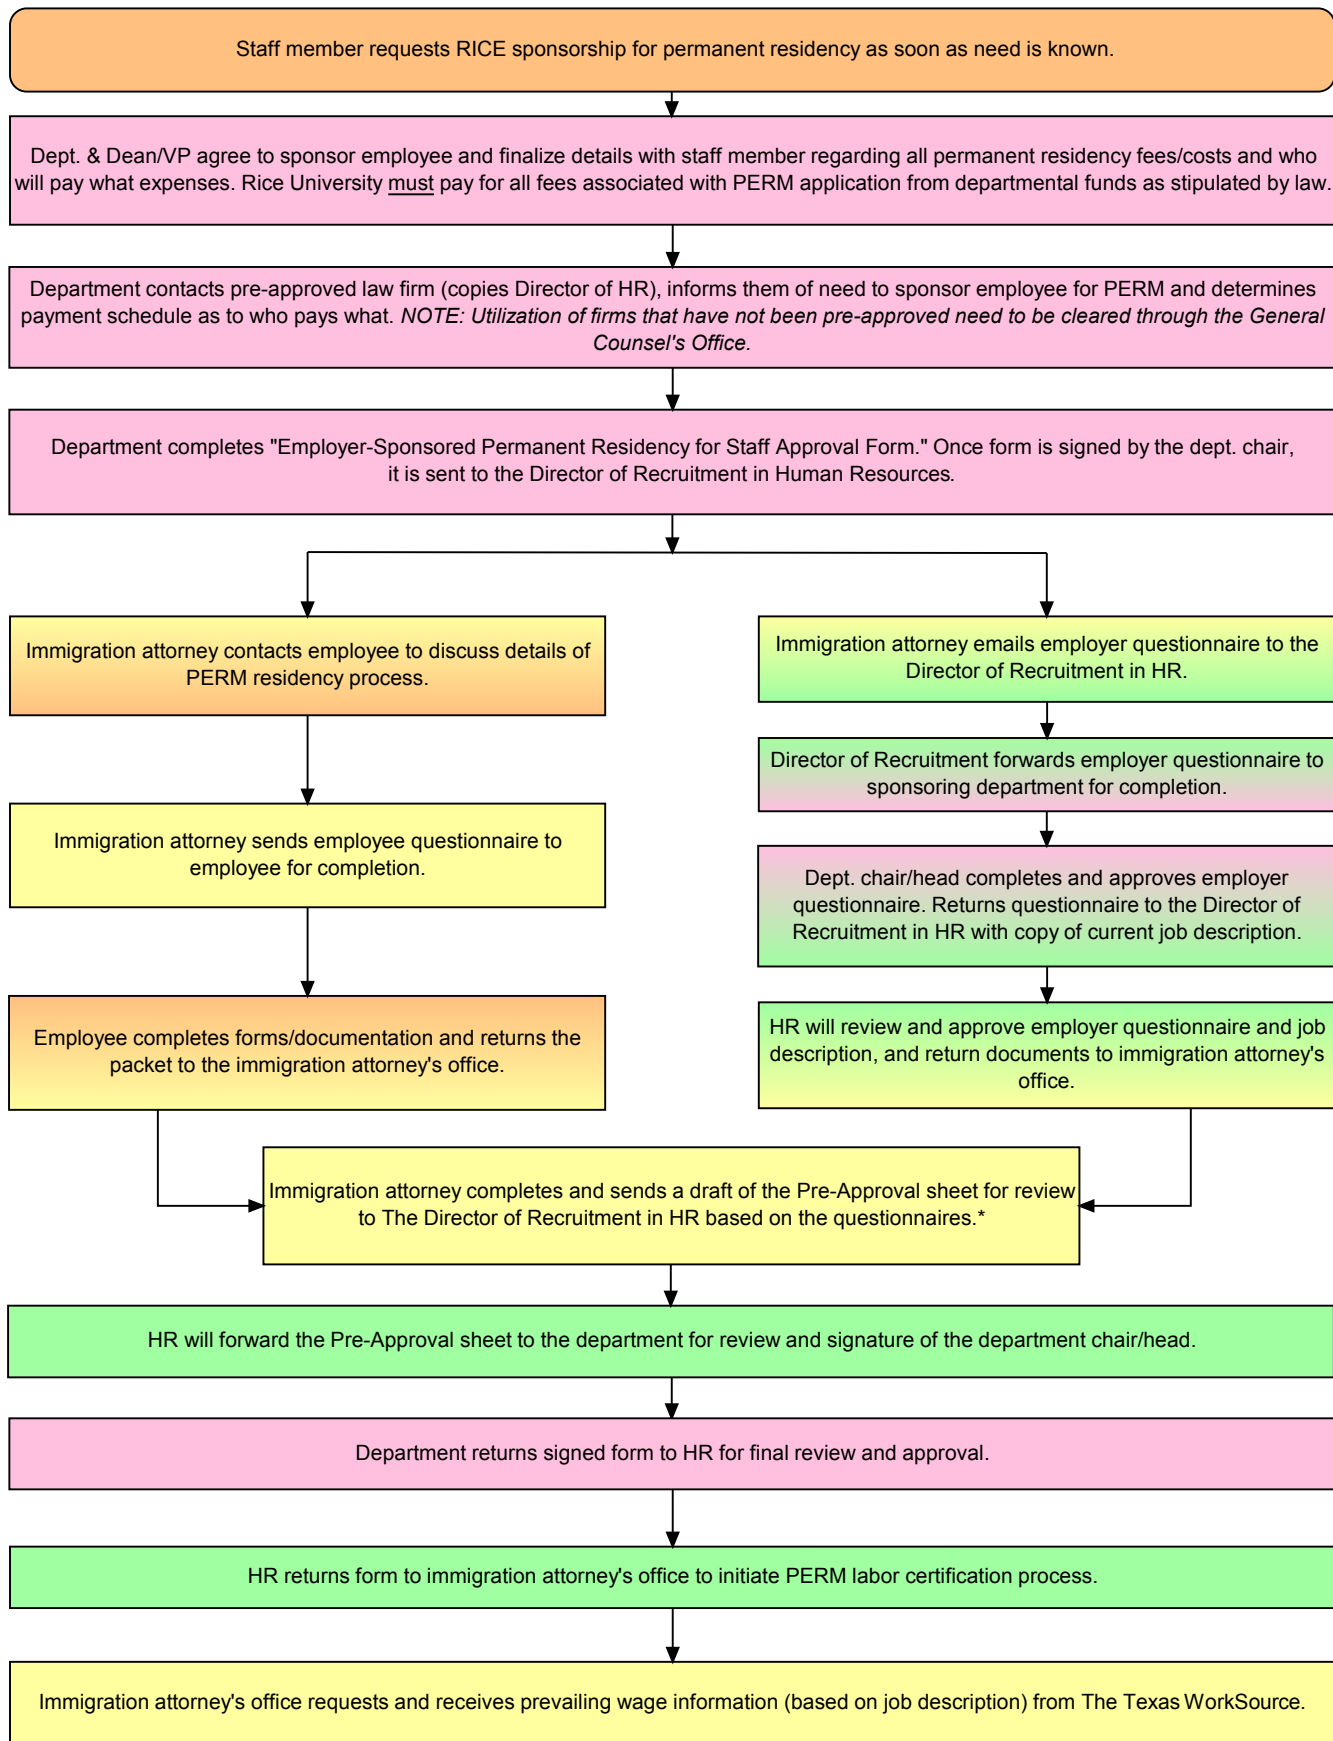 Staff member requests RICE sponsorship for permanent residency as soon as need is known.
Dept. & Dean/VP agree to sponsor employee and finalize details with staff member regarding all permanent residency fees/costs and who
will pay what expenses. Rice University must pay for all fees associated with PERM application from departmental funds as stipulated by law.
Department contacts pre-approved law firm (copies Director of HR), informs them of need to sponsor employee for PERM and determines
payment schedule as to who pays what. NOTE: Utilization of firms that have not been pre-approved need to be cleared through the General
Counsel's Office.
Department completes "Employer-Sponsored Permanent Residency for Staff Approval Form." Once form is signed by the dept. chair,
it is sent to the Director of Recruitment in Human Resources.
Immigration attorney contacts employee to discuss details of
PERM residency process.
Immigration attorney sends employee questionnaire to
employee for completion.
Employee completes forms/documentation and returns the
packet to the immigration attorney's office.
Immigration attorney emails employer questionnaire to the
Director of Recruitment in HR.
Director of Recruitment forwards employer questionnaire to
sponsoring department for completion.
Dept. chair/head completes and approves employer
questionnaire. Returns questionnaire to the Director of
Recruitment in HR with copy of current job description.
HR will review and approve employer questionnaire and job
description, and return documents to immigration attorney's
office.
Immigration attorney completes and sends a draft of the Pre-Approval sheet for review
to The Director of Recruitment in HR based on the questionnaires.*
HR will forward the Pre-Approval sheet to the department for review and signature of the department chair/head.
Department returns signed form to HR for final review and approval.
HR returns form to immigration attorney's office to initiate PERM labor certification process.
Immigration attorney's office requests and receives prevailing wage information (based on job description) from The Texas WorkSource.